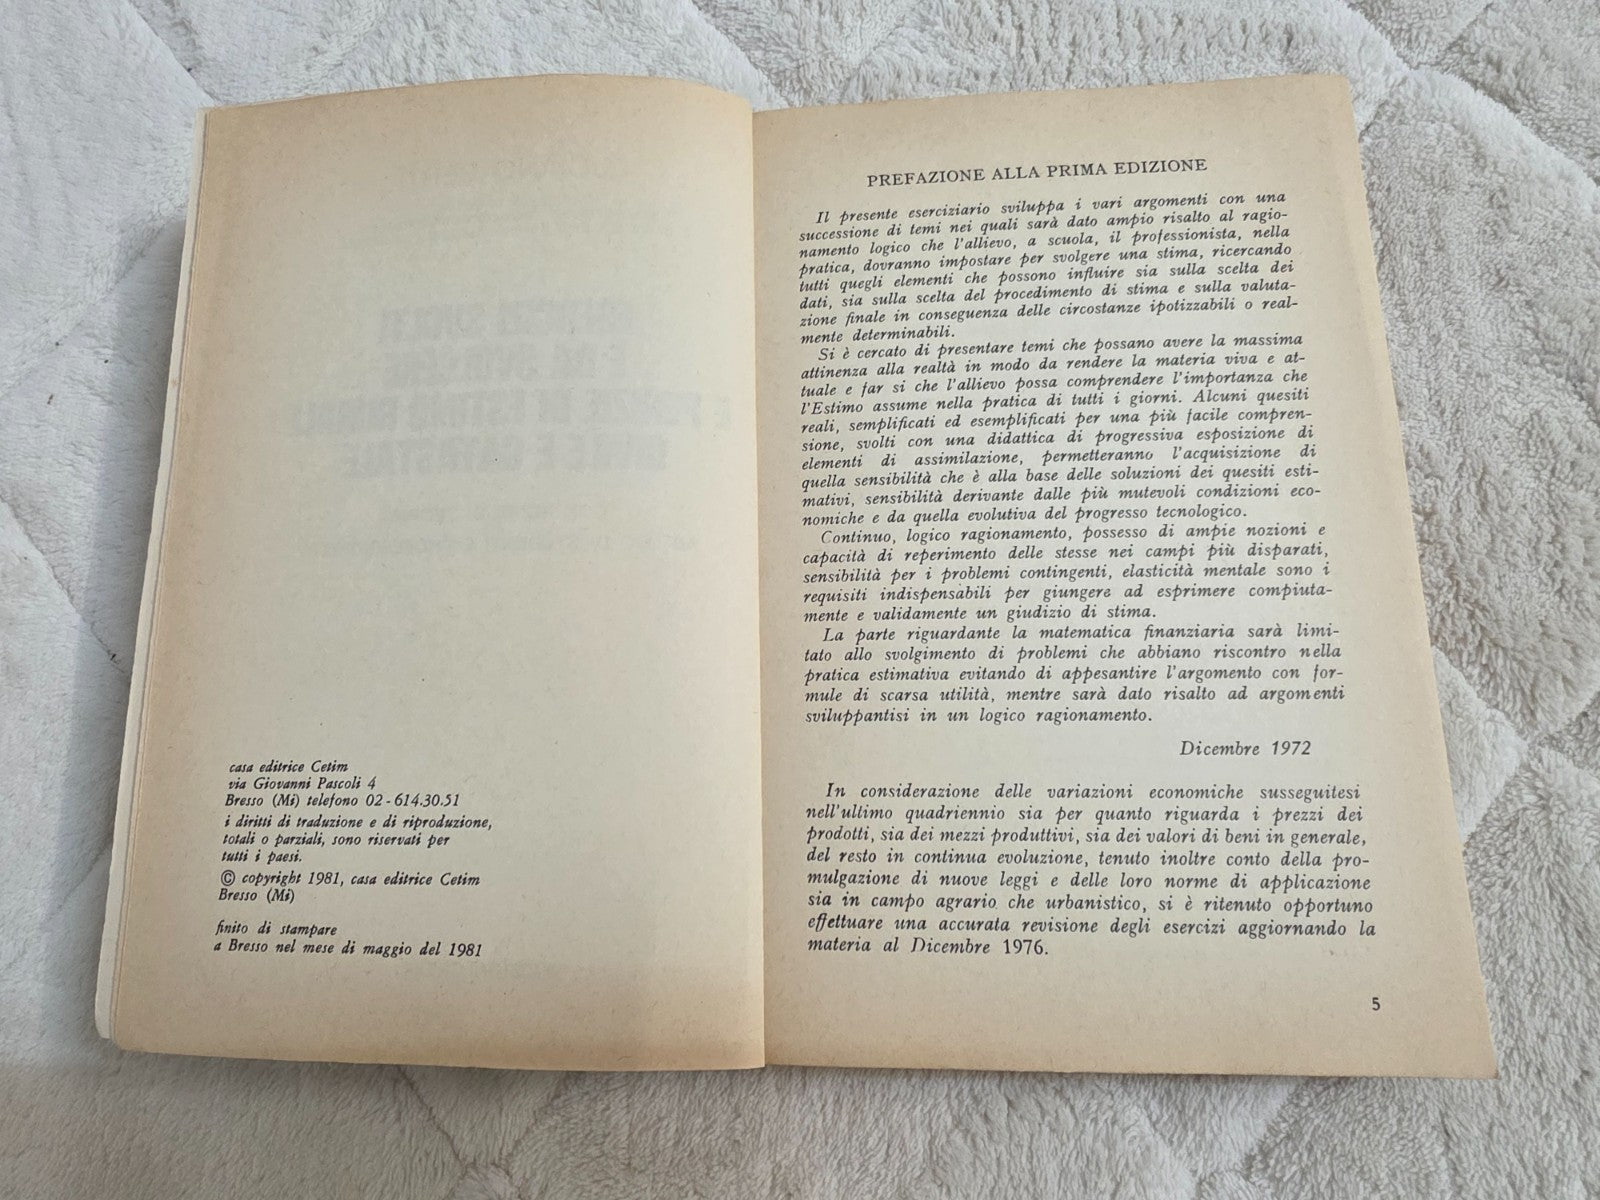 casa editrice Cetim
via Giovanni Pascoli 4
Bresso (Mi) telefono 02-614.30.51
i diritti di traduzione e di riproduzione,
totali o parziali, sono riservati per
tutti i paesi.
© copyright 1981, casa editrice Cetim
Bresso (Mi)
finito di stampare
a Bresso nel mese di maggio del 1981
PREFAZIONE ALLA PRIMA EDIZIONE
Il presente eserciziario sviluppa i vari argomenti con una
successione di temi nei quali sarà dato ampio risalto al ragio-
namento logico che l'allievo, a scuola, il professionista, nella
pratica, dovranno impostare per svolgere una stima, ricercando
tutti quegli elementi che possono influire sia sulla scelta dei
dati, sia sulla scelta del procedimento di stima e sulla valuta-
zione finale in conseguenza delle circostanze ipotizzabili o real-
mente determinabili.
Si è cercato di presentare temi che possano avere la massima
attinenza alla realtà in modo da rendere la materia viva e at-
tuale e far si che l'allievo possa comprendere l'importanza che
l'Estimo assume nella pratica di tutti i giorni. Alcuni quesiti
reali, semplificati ed esemplificati per una più facile compren-
sione, svolti con una didattica di progressiva esposizione di
elementi di assimilazione, permetteranno l'acquisizione di
quella sensibilità che è alla base delle soluzioni dei quesiti esti-
mativi, sensibilità derivante dalle più mutevoli condizioni eco-
nomiche e da quella evolutiva del progresso tecnologico.
Continuo, logico ragionamento, possesso di ampie nozioni e
capacità di reperimento delle stesse nei campi più disparati,
sensibilità per i problemi contingenti, elasticità mentale sono i
requisiti indispensabili per giungere ad esprimere compiuta-
mente e validamente un giudizio di stima.
La parte riguardante la matematica finanziaria sarà limi-
tato allo svolgimento di problemi che abbiano riscontro nella
pratica estimativa evitando di appesantire l'argomento con for-
mule di scarsa utilità, mentre sarà dato risalto ad argomenti
sviluppantisi in un logico ragionamento.
Dicembre 1972
In considerazione delle variazioni economiche susseguitesi
nell'ultimo quadriennio sia per quanto riguarda i prezzi dei
prodotti, sia dei mezzi produttivi, sia dei valori di beni in generale,
del resto in continua evoluzione, tenuto inoltre conto della pro-
mulgazione di nuove leggi e delle loro norme di applicazione
sia in campo agrario che urbanistico, si è ritenuto opportuno
effettuare una accurata revisione degli esercizi aggiornando la
materia al Dicembre 1976.
5